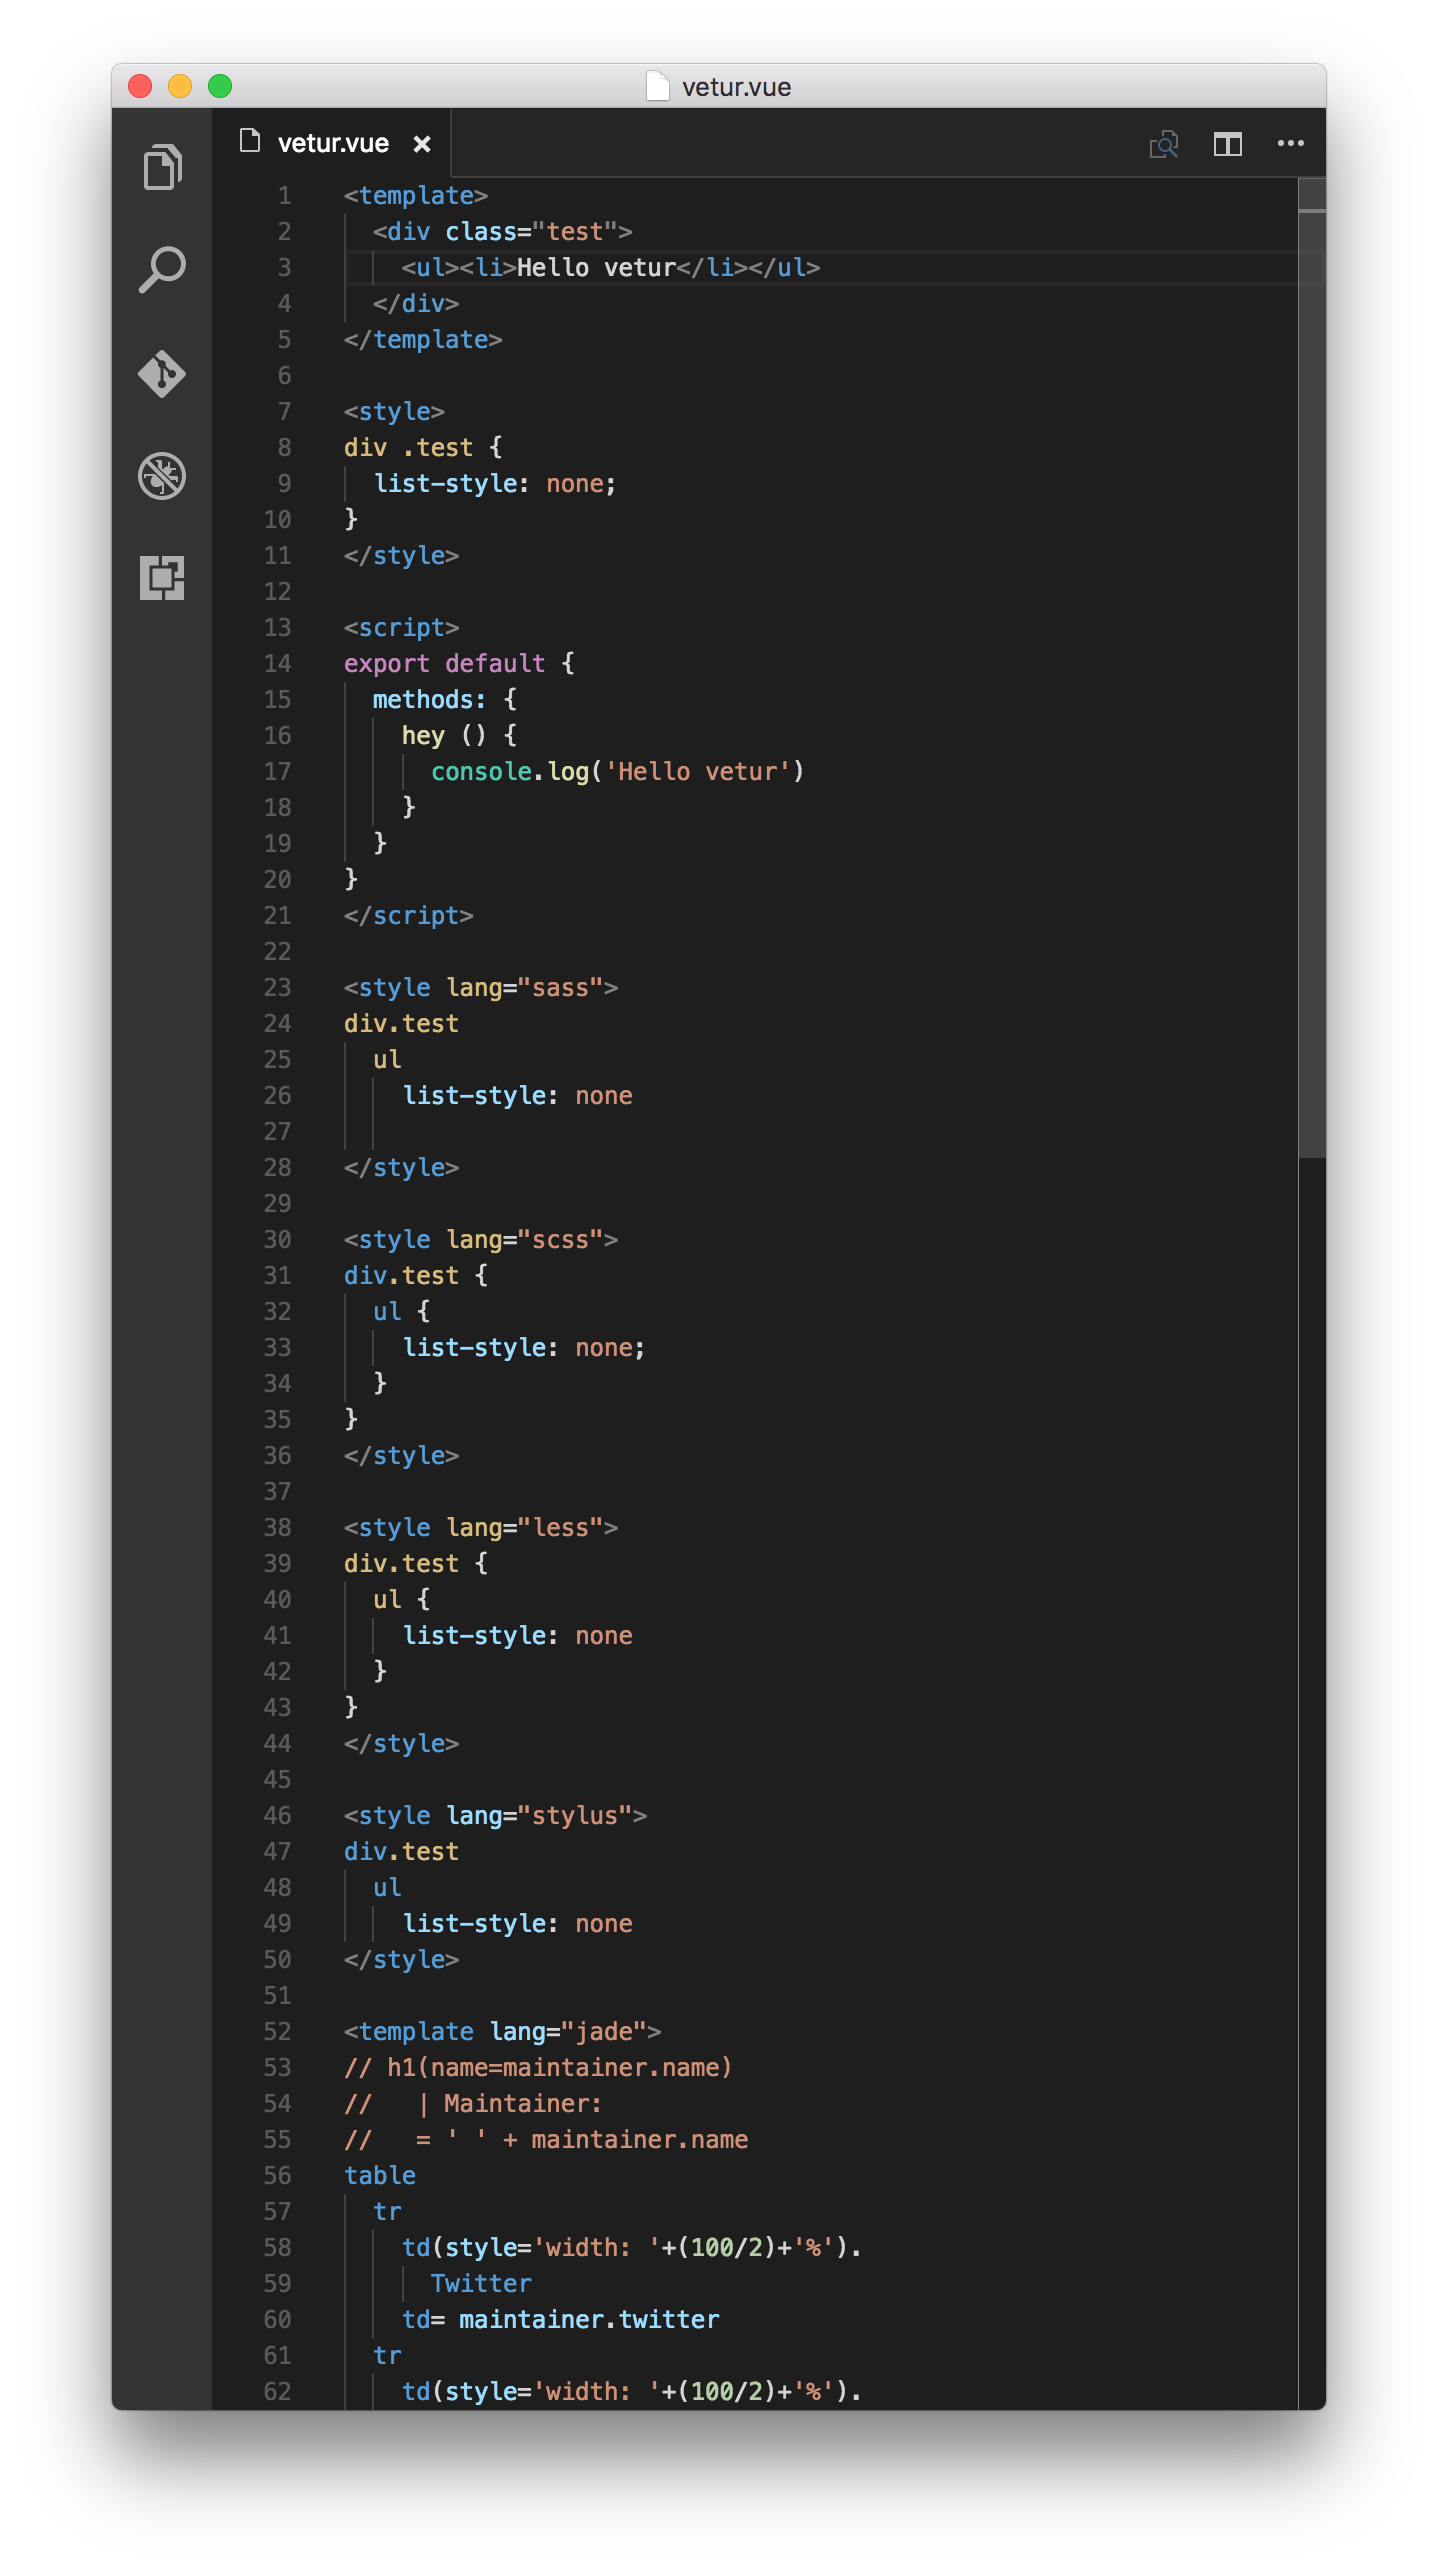 vetur.vue
vetur.vue
1 <template>
2   <div class="test">
3     <ul><li>Hello vetur</li></ul>
4   </div>
5 </template>
6
7 <style>
8 div .test {
9   list-style: none;
10 }
11 </style>
12
13 <script>
14 export default {
15   methods: {
16     hey () {
17       console.log('Hello vetur')
18     }
19   }
20 }
21 </script>
22
23 <style lang="sass">
24 div.test
25   ul
26     list-style: none
27
28 </style>
29
30 <style lang="scss">
31 div.test {
32   ul {
33     list-style: none;
34   }
35 }
36 </style>
37
38 <style lang="less">
39 div.test {
40   ul {
41     list-style: none
42   }
43 }
44 </style>
45
46 <style lang="stylus">
47 div.test
48   ul
49     list-style: none
50 </style>
51
52 <template lang="jade">
53 // h1(name=maintainer.name)
54 //   | Maintainer:
55 //   = ' ' + maintainer.name
56 table
57   tr
58     td(style='width: '+(100/2)+'%').
59       Twitter
60     td= maintainer.twitter
61   tr
62     td(style='width: '+(100/2)+'%').